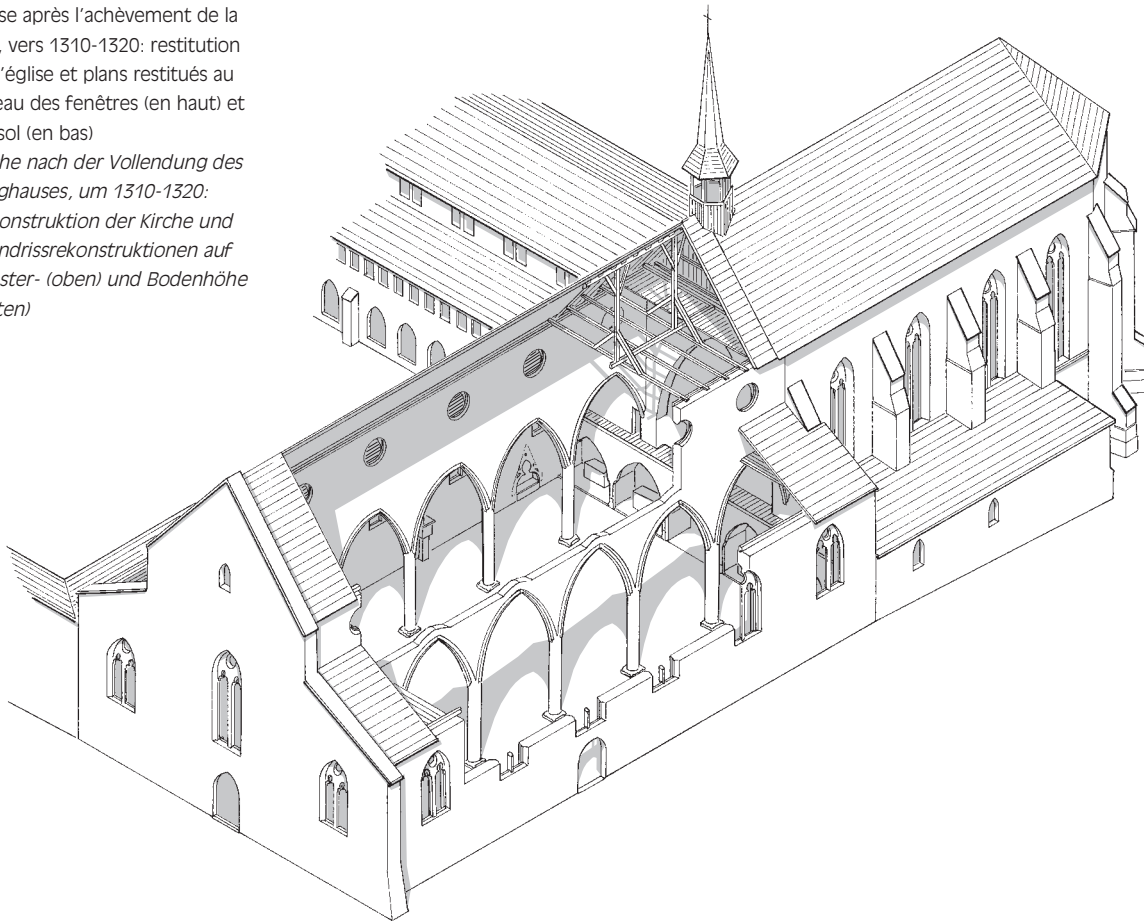 se après l'achèvement de la
, vers 1310-1320: restitution
'église et plans restitués au
eau des fenêtres (en haut) et
sol (en bas)
he nach der Vollendung des
ghauses, um 1310-1320:
onstruktion der Kirche und
ndrissrekonstruktionen auf
ster- (oben) und Bodenhöhe
ten)